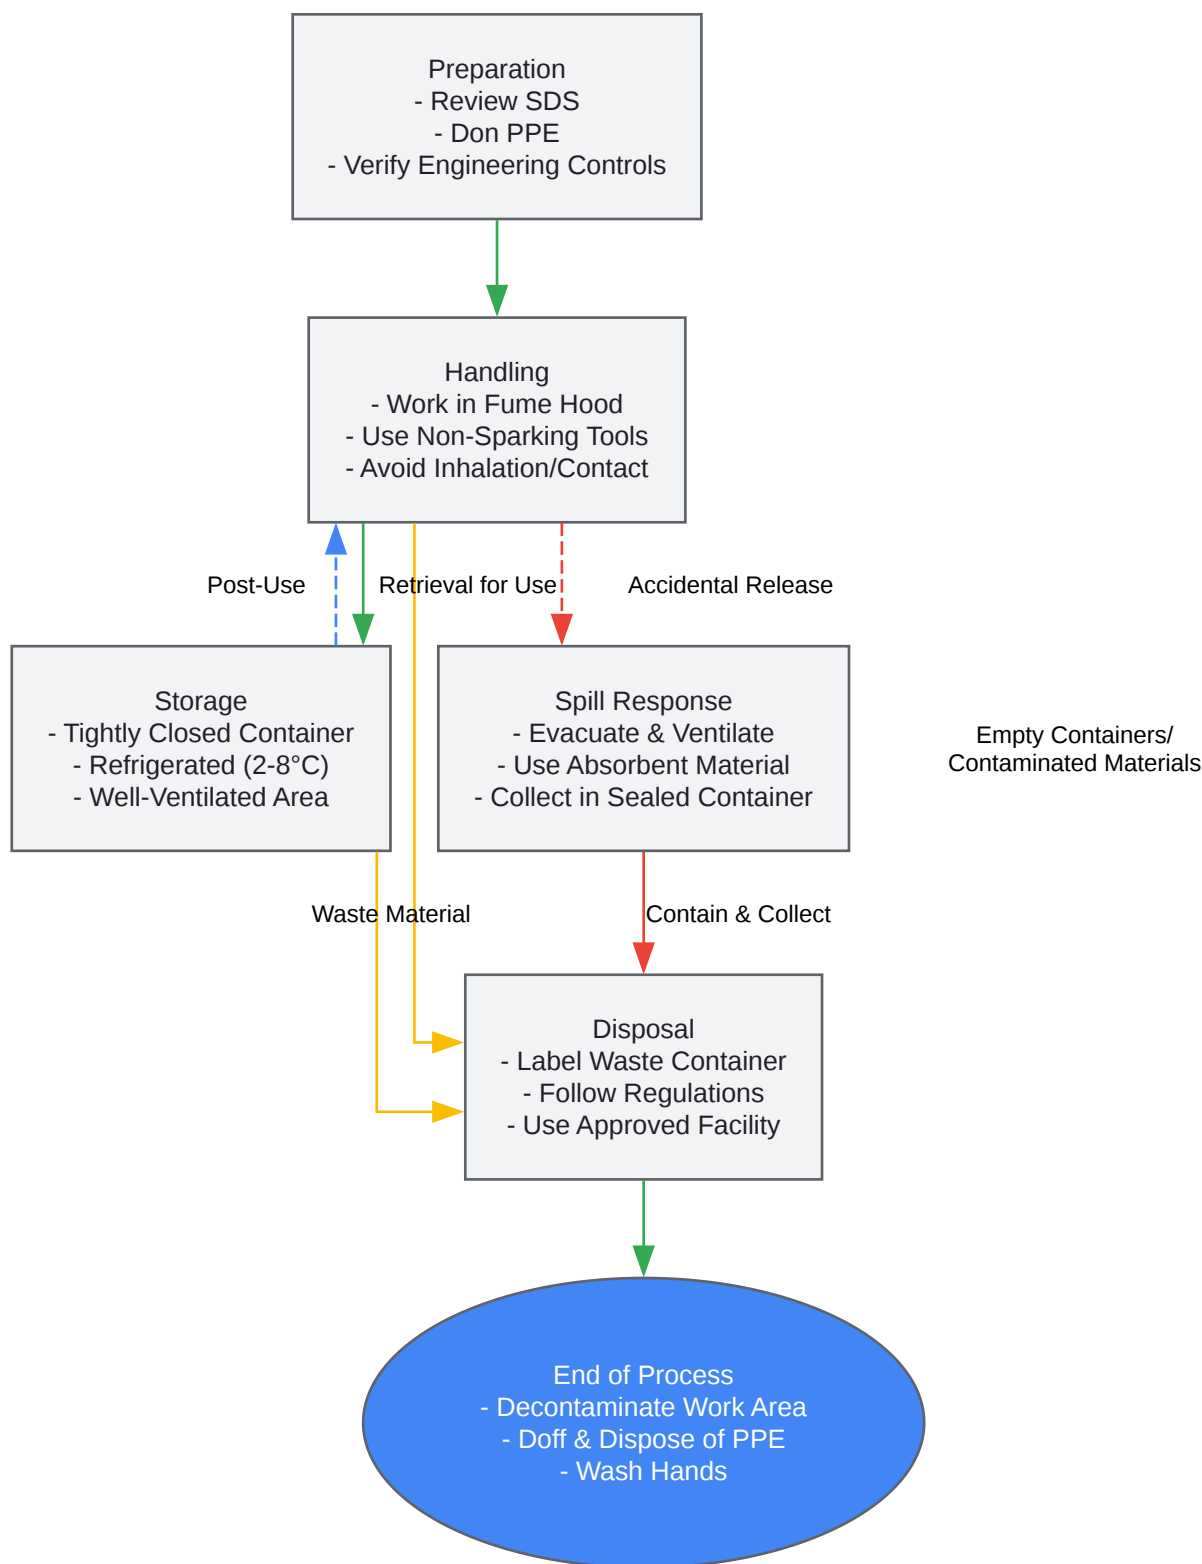 Preparation
- Review SDS
- Don PPE
- Verify Engineering Controls
Handling
- Work in Fume Hood
- Use Non-Sparking Tools
- Avoid Inhalation/Contact
Post-Use
Retrieval for Use
Accidental Release
Storage
- Tightly Closed Container
- Refrigerated (2-8°C)
- Well-Ventilated Area
Spill Response
- Evacuate & Ventilate
- Use Absorbent Material
- Collect in Sealed Container
Empty Containers/
Contaminated Materials
Waste Material
Contain & Collect
Disposal
- Label Waste Container
- Follow Regulations
- Use Approved Facility
End of Process
- Decontaminate Work Area
- Doff & Dispose of PPE
- Wash Hands